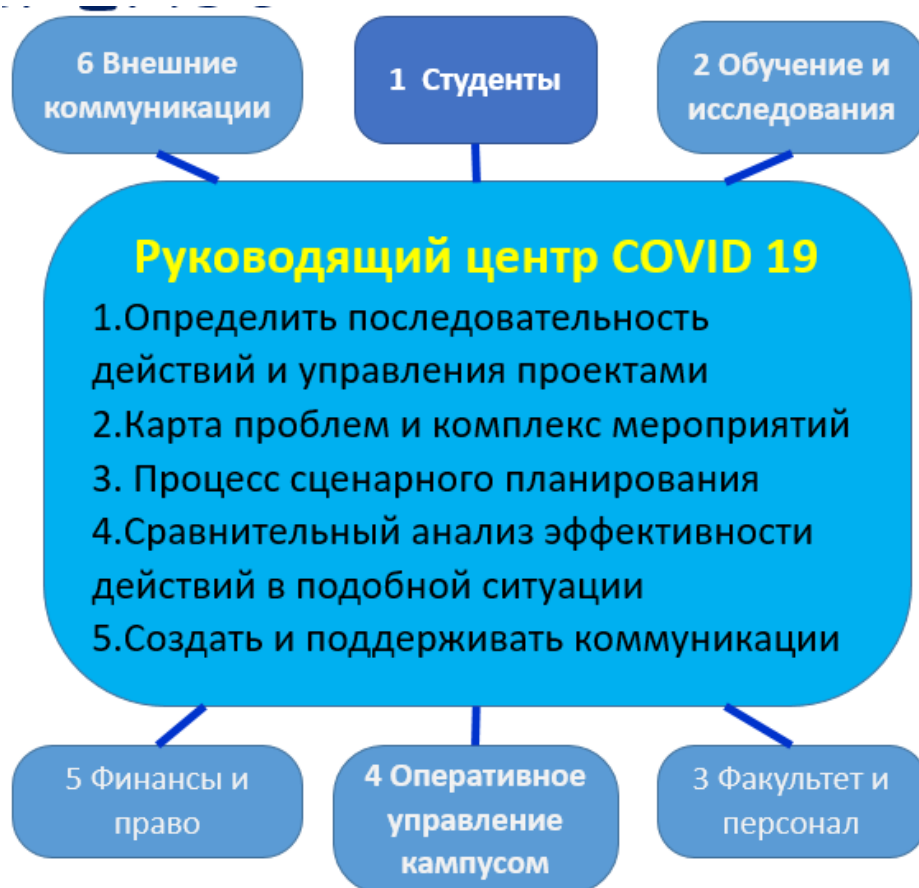 6 Внешние
коммуникации
1 Студенты
2 Обучение и
исследования
Руководящий центр COVID 19
1.Определить последовательность
действий и управления проектами
2.Карта проблем и комплекс мероприятий
3. Процесс сценарного планирования
4.Сравнительный анализ эффективности
действий в подобной ситуации
5.Создать и поддерживать коммуникации
5 Финансы и
право
4 Оперативное
управление
кампусом
3 Факультет и
персонал